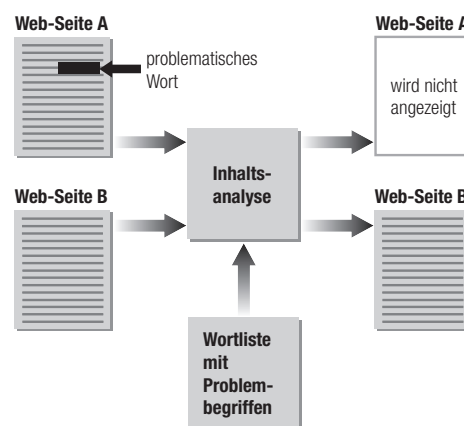 Web-Seite A
problematisches
Wort
Web-Seite A
wird nicht
angezeigt
Inhalts-
analyse
Web-Seite B
Web-Seite B
Wortliste
mit
Problem-
begriffen